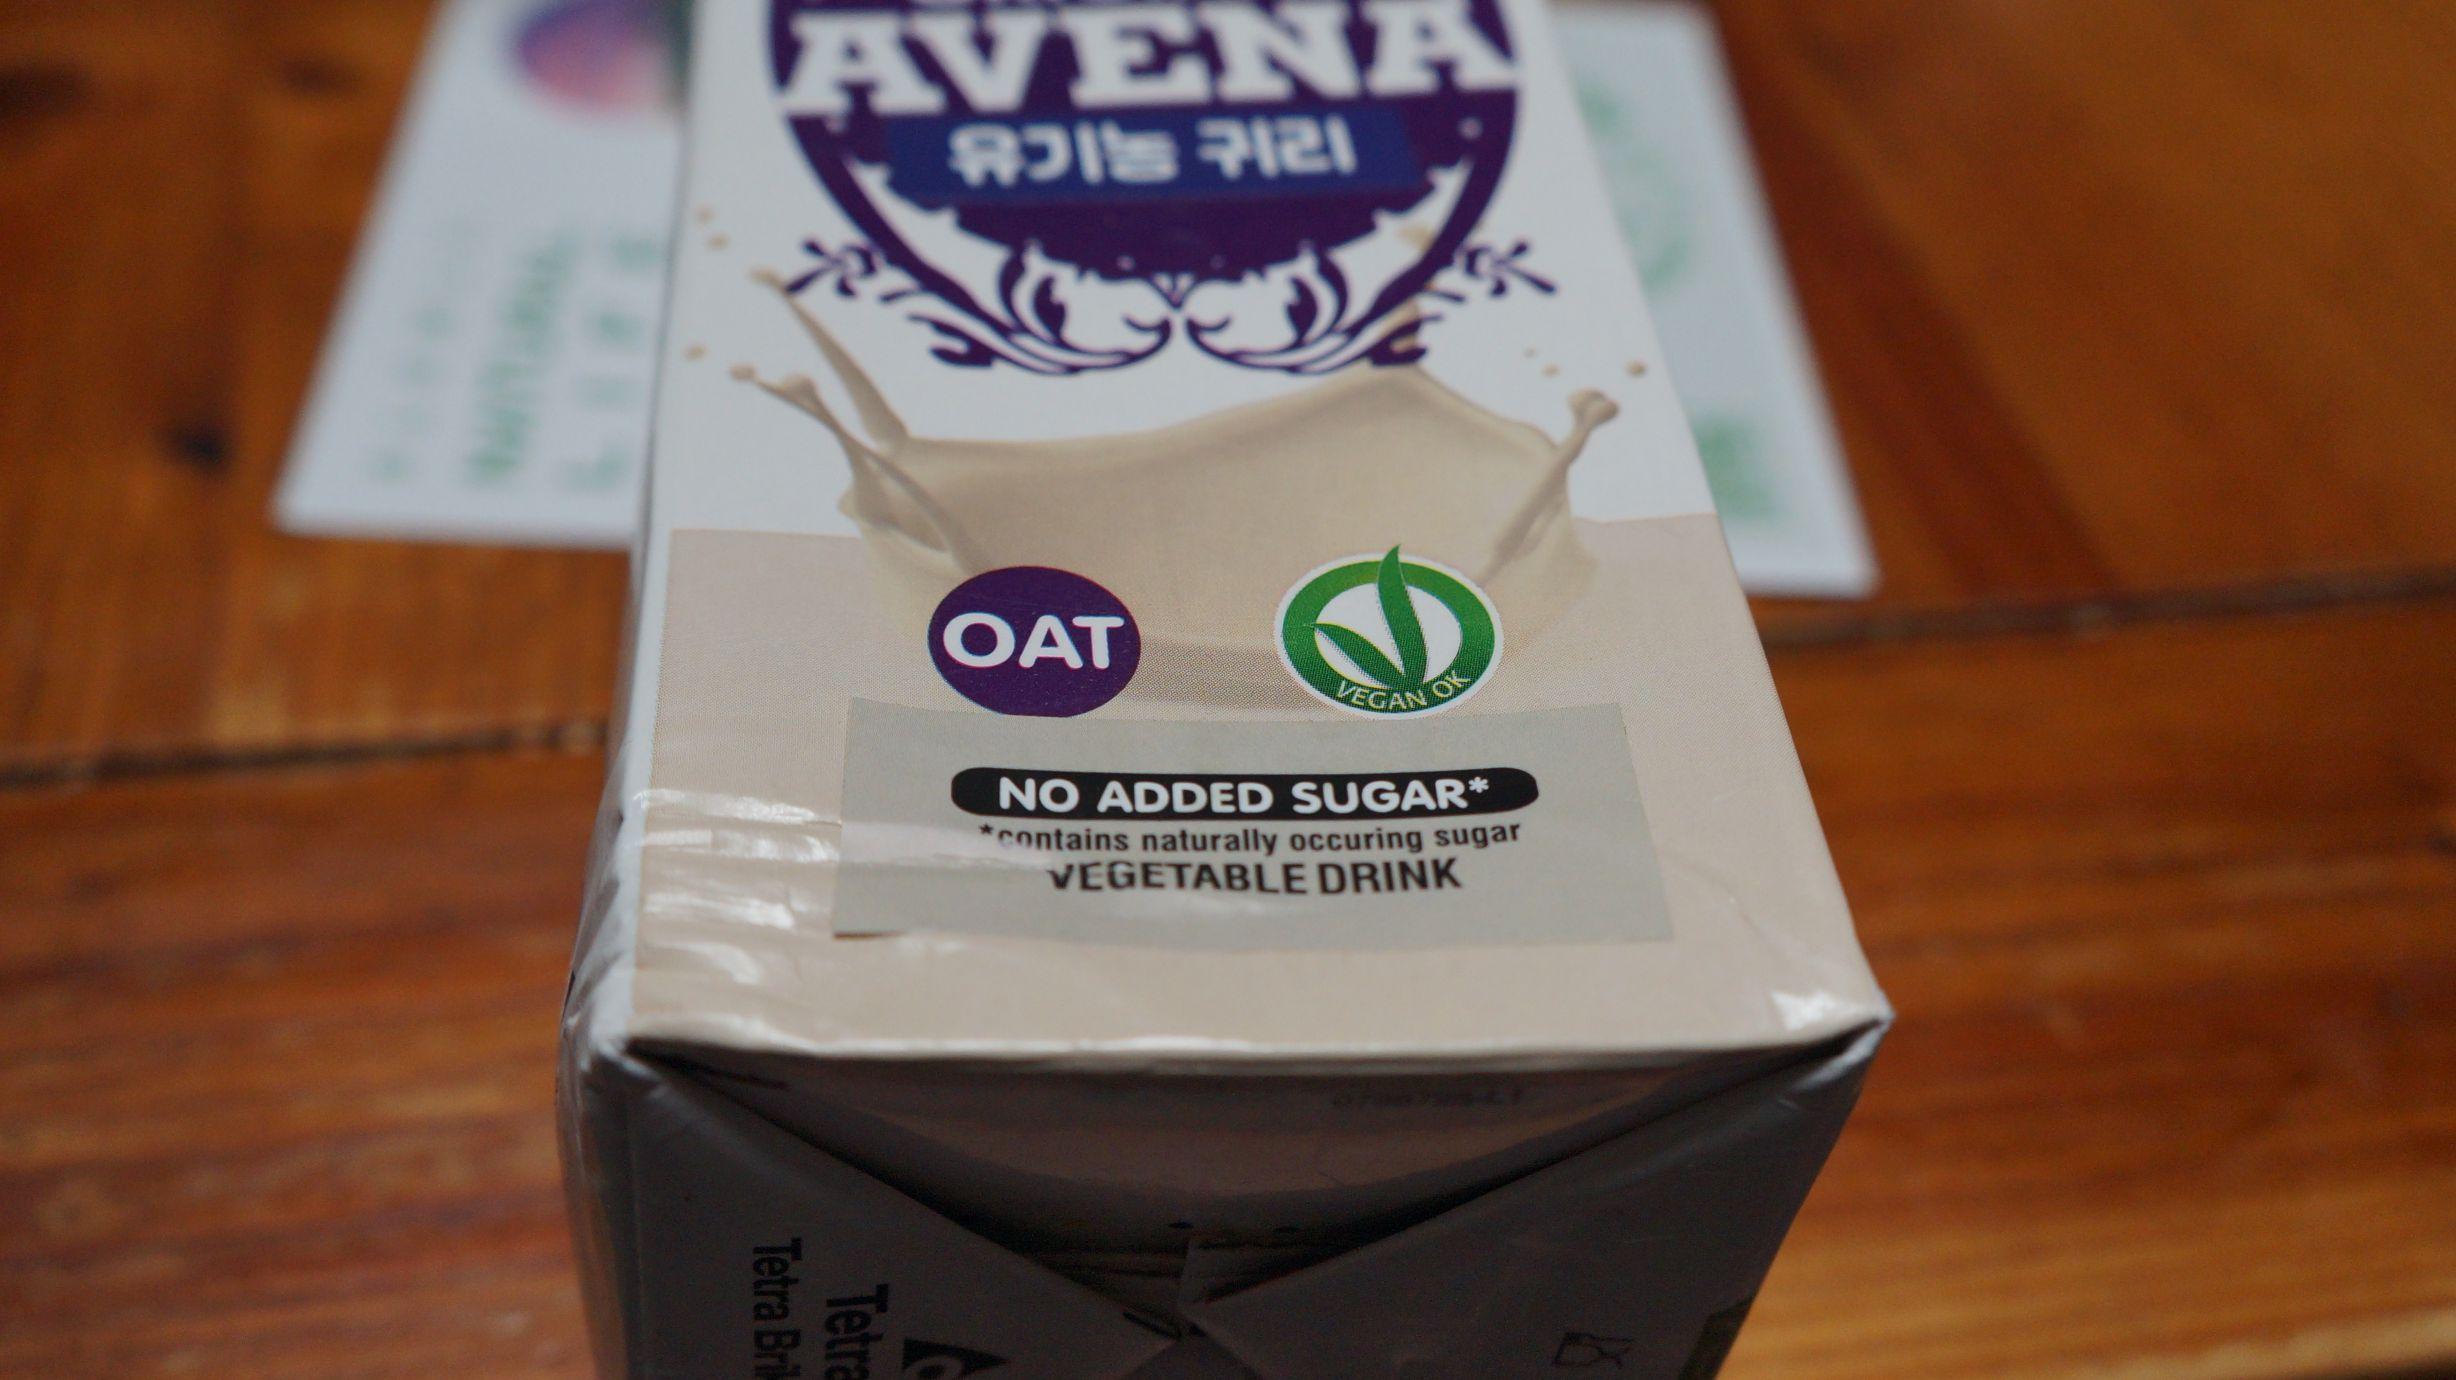 AVENA
유기농 귀리
OAT
VEGAN OK
NO ADDED SUGAR*
*contains naturally occuring sugar
VEGETABLE DRINK
Tetra
Tetra